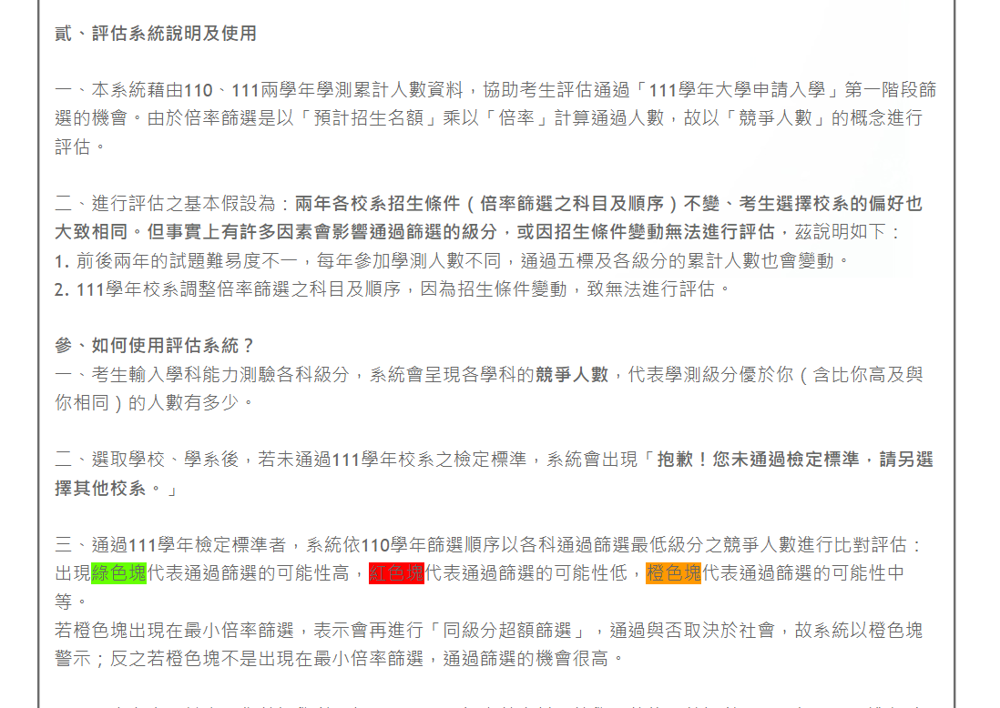 貳、評估系統說明及使用
一、本系統藉由110、111兩學年學測累計人數資料，協助考生評估通過「111學年大學申請入學」第一階段篩
選的機會。由於倍率篩選是以「預計招生名額」乘以「倍率」計算通過人數，故以「競爭人數」的概念進行
評估。
二、進行評估之基本假設為：兩年各校系招生條件（倍率篩選之科目及順序）不變、考生選擇校系的偏好也
大致相同。但事實上有許多因素會影響通過篩選的級分，或因招生條件變動無法進行評估，茲說明如下：
1. 前後兩年的試題難易度不一，每年參加學測人數不同，通過五標及各級分的累計人數也會變動。
2. 111學年校系調整倍率篩選之科目及順序，因為招生條件變動，致無法進行評估。
參、如何使用評估系統？
一、考生輸入學科能力測驗各科級分，系統會呈現各學科的競爭人數，代表學測級分優於你（含比你高及與
你相同）的人數有多少。
二、選取學校、學系後，若未通過111學年校系之檢定標準，系統會出現「抱歉！您未通過檢定標準，請另選
擇其他校系。」
三、通過111學年檢定標準者，系統依110學年篩選順序以各科通過篩選最低級分之競爭人數進行比對評估：
出現綠色塊代表通過篩選的可能性高，紅色塊代表通過篩選的可能性低，橙色塊代表通過篩選的可能性中
等。
若橙色塊出現在最小倍率篩選，表示會再進行「同級分超額篩選」，通過與否取決於社會，故系統以橙色塊
警示；反之若橙色塊不是出現在最小倍率篩選，通過篩選的機會很高。